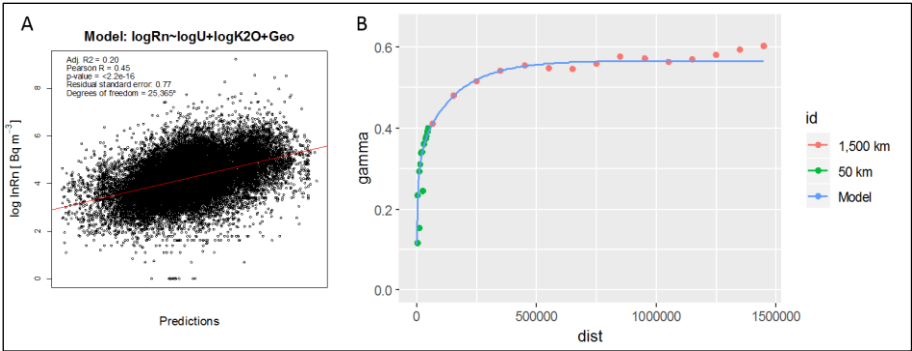 A
Model: logRn~logU+logK2O+Geo
Adj. R2 = 0.20
Pearson R = 0.45
p-value = <2.2e-16
Residual standard error: 0.77
Degrees of freedom = 25,365*
log InRn [ Bq m⁻³]
8
6
4
2
0
Predictions
B
gamma
0.6
0.4
0.2
0.0
0
500000
1000000
1500000
dist
id
1,500 km
50 km
Model